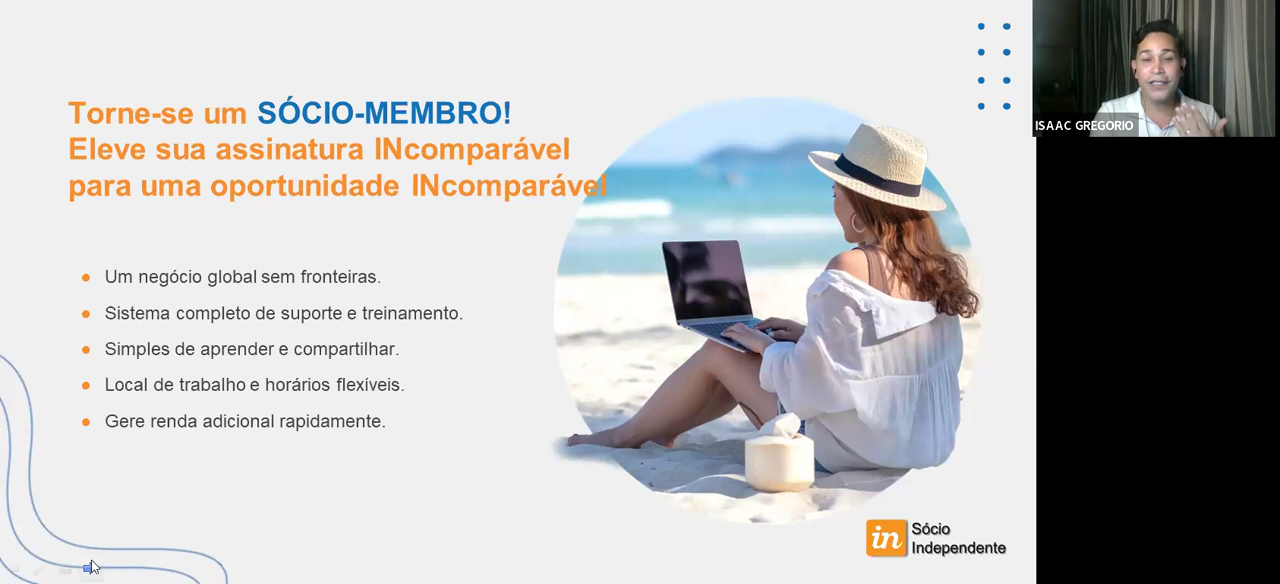 Torne-se um SÓCIO-MEMBRO!
Eleve sua assinatura INcomparável
para uma oportunidade INcomparável
Um negócio global sem fronteiras.
Sistema completo de suporte e treinamento.
Simples de aprender e compartilhar.
Local de trabalho e horários flexíveis.
Gere renda adicional rapidamente.
in
Sócio
Independente
ISAAC GREGORIO